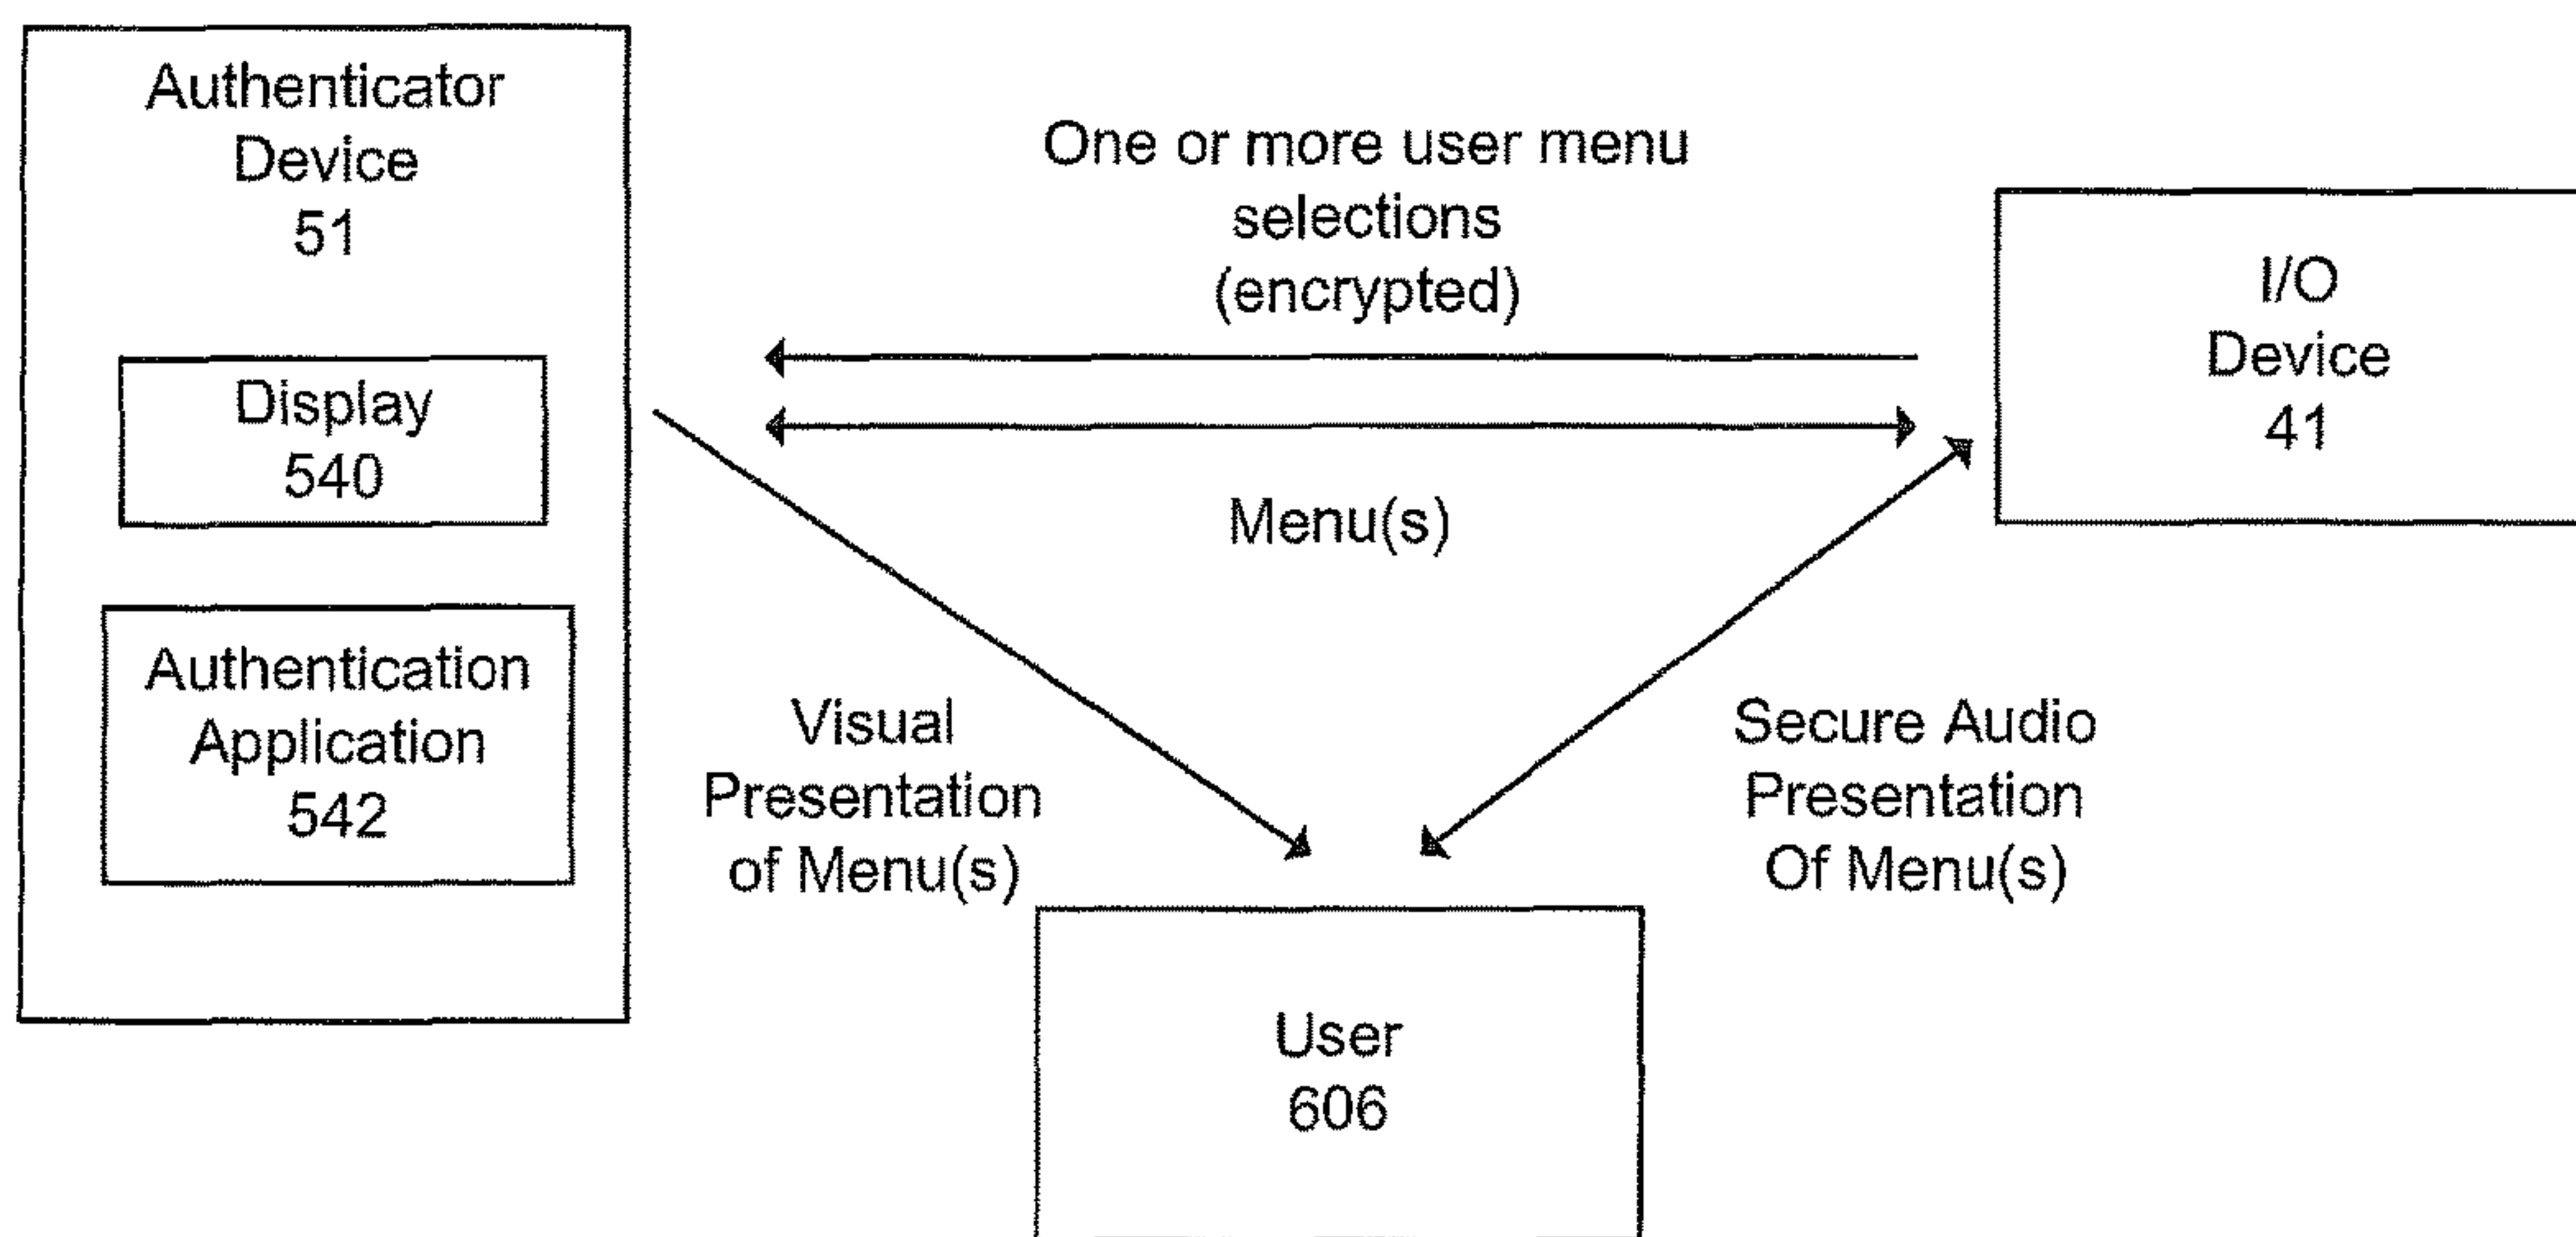 Authenticator
Device
51
Display
540
Authentication
Application
542
One or more user menu
selections
(encrypted)
Menu(s)
I/O
Device
41
Visual
Presentation
of Menu(s)
Secure Audio
Presentation
Of Menu(s)
User
606